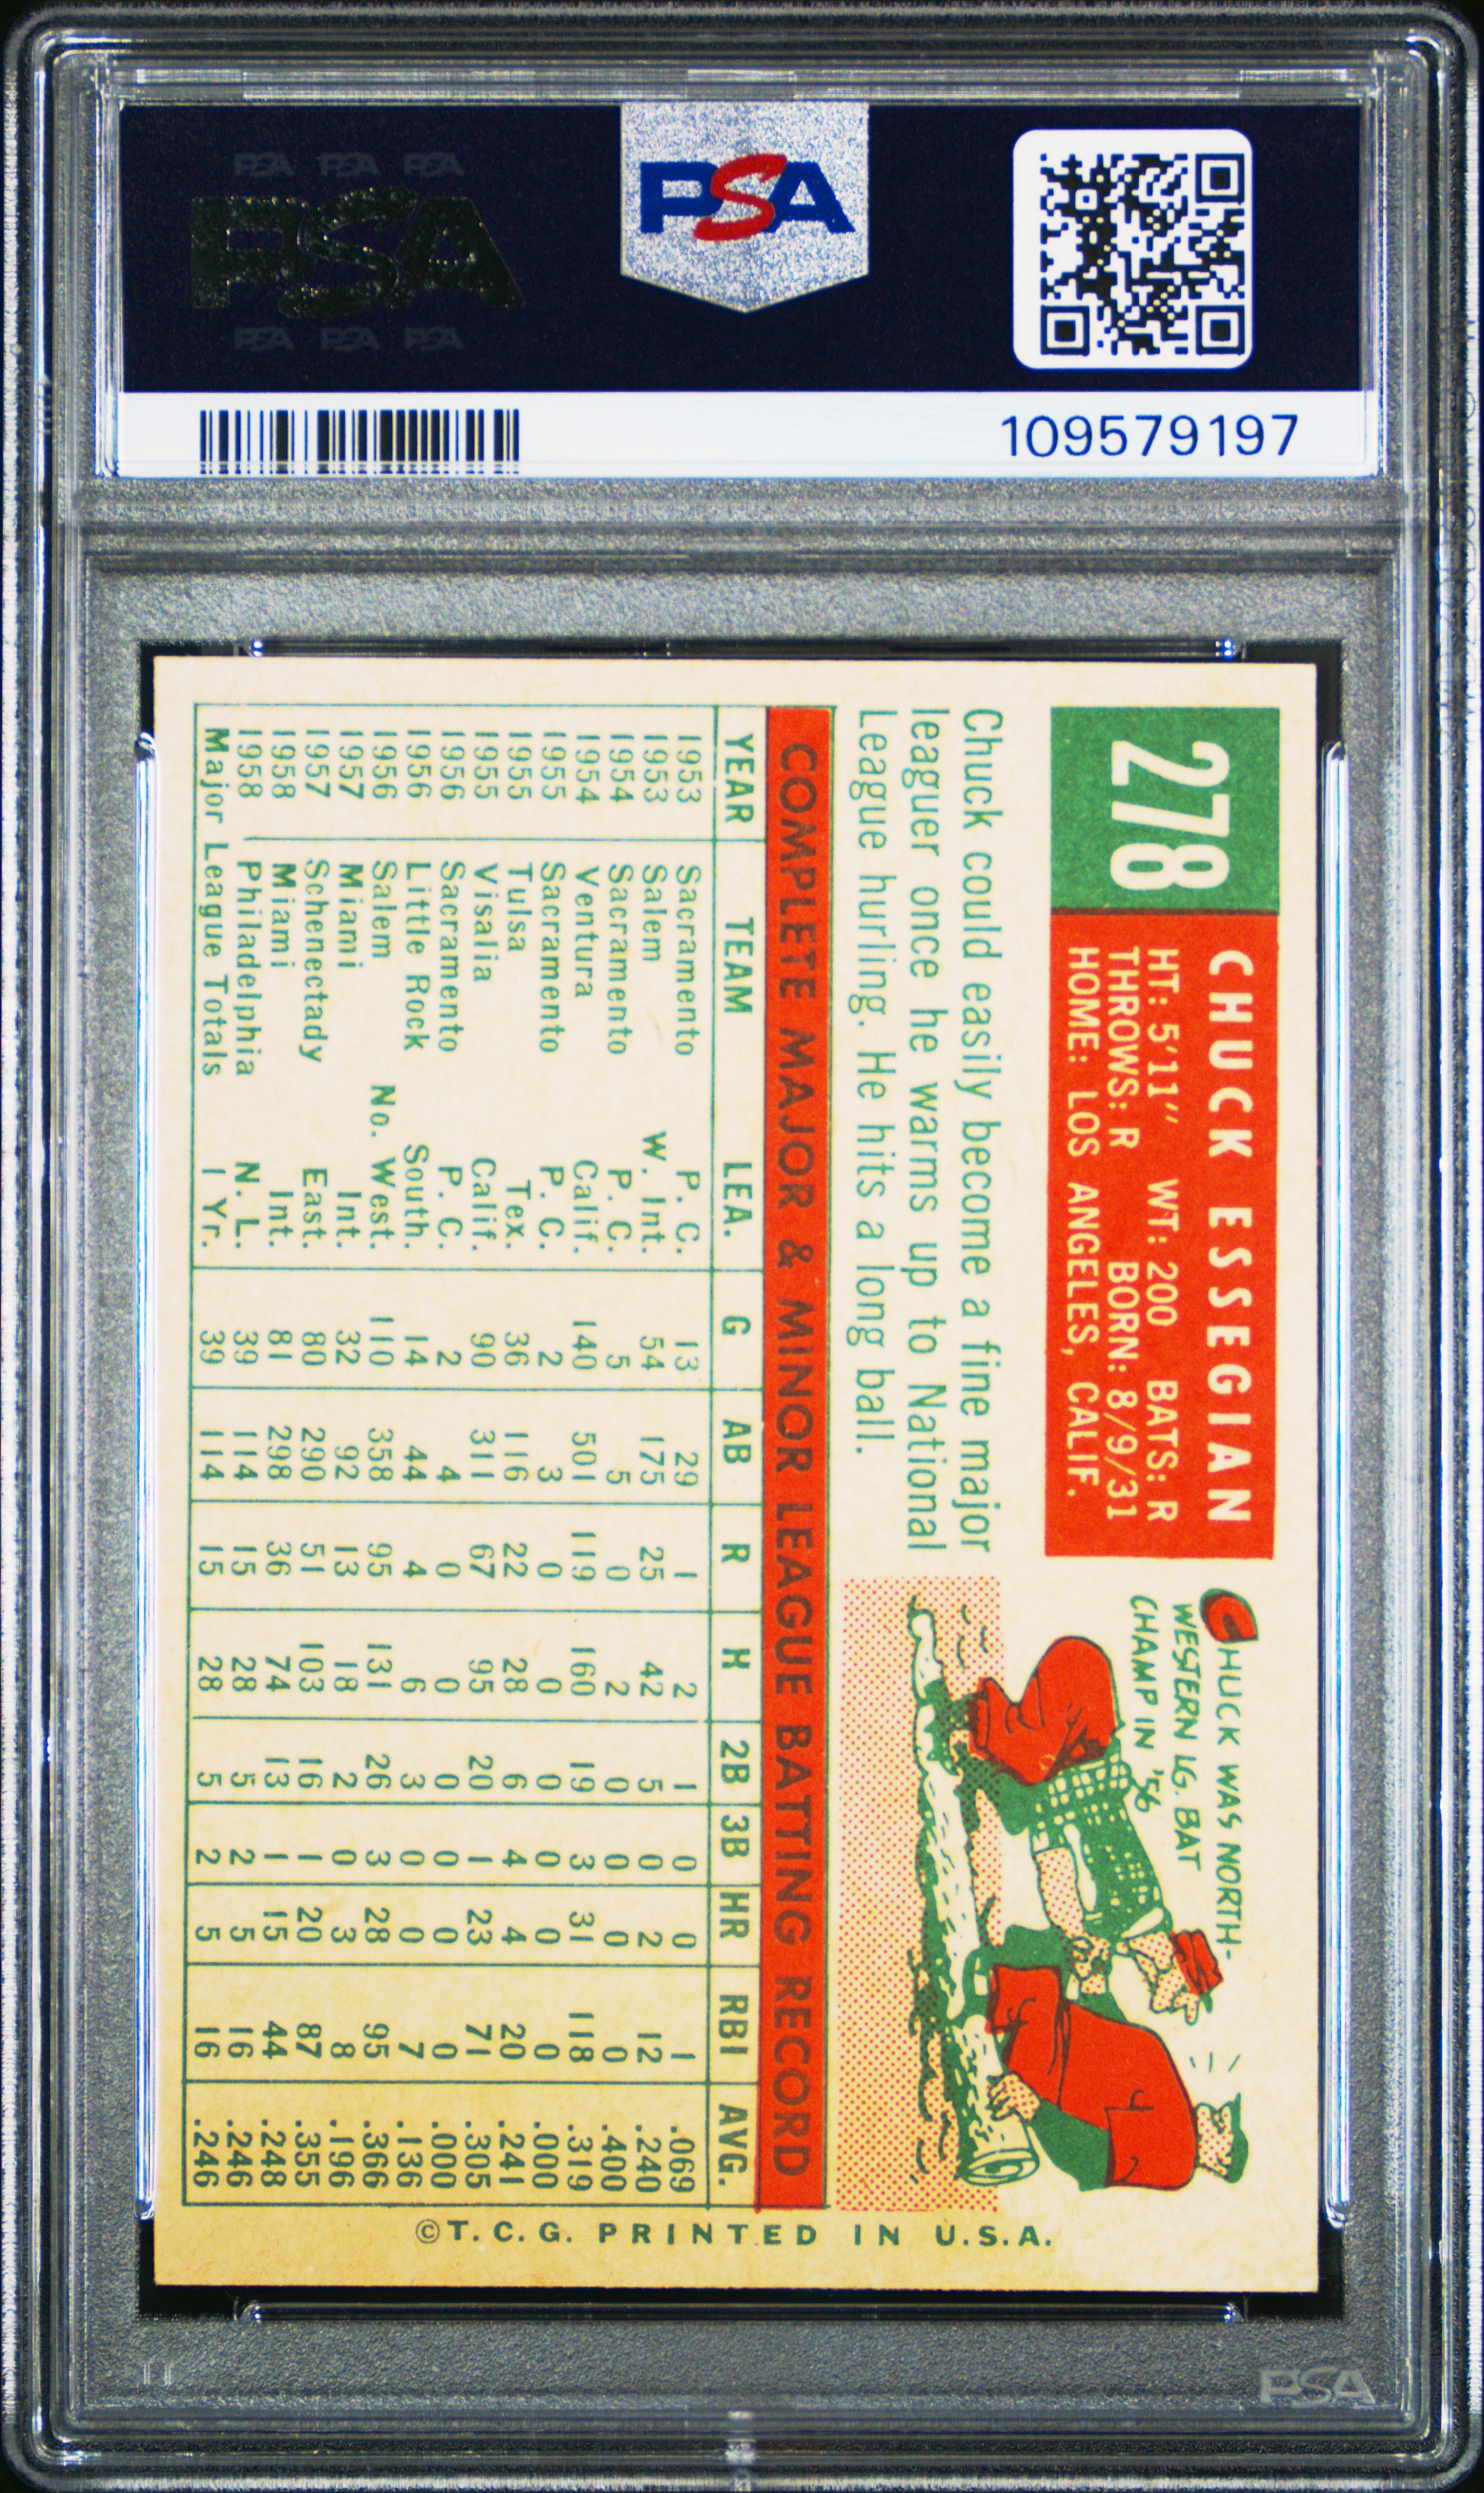 PSA PSA PSA
PSA
PSA PSA PSA
PSA
109579197
278
CHUCK ESSEGIAN
HT: 5'11" WT: 200 BATS: R
THROWS: R BORN: 8/9/31
HOME: LOS ANGELES, CALIF.
Chuck could easily become a fine major
leaguer once he warms up to National
League hurling. He hits a long ball.
CHUCK WAS NORTH-
WESTERN LG. BAT
CHAMP IN '56
COMPLETE MAJOR & MINOR LEAGUE BATTING RECORD
YEAR TEAM LEA. G AB R H 2B 3B HR RBI AVG.
1953 Sacramento P. C. 13 29 1 2 1 0 0 1 .069
1953 Salem W. Int. 54 175 25 42 5 0 2 12 .240
1954 Sacramento P. C. 5 5 0 2 0 0 0 0 .400
1954 Ventura Calif. 140 501 119 160 19 3 31 118 .319
1955 Sacramento P. C. 2 3 0 0 0 0 0 0 .000
1955 Tulsa Tex. 36 116 22 28 6 4 4 20 .241
1955 Visalia Calif. 90 311 67 95 20 1 23 71 .305
1956 Sacramento P. C. 2 4 0 0 0 0 0 0 .000
1956 Little Rock South. 14 44 4 6 3 0 0 7 .136
1956 Salem No. West. 110 358 95 131 26 3 28 95 .366
1957 Miami Int. 32 92 13 18 2 0 3 8 .196
1957 Schenectady East. 80 290 51 103 16 1 20 87 .355
1958 Miami Int. 81 298 36 74 13 1 15 44 .248
1958 Philadelphia N. L. 39 114 15 28 5 2 5 16 .246
Major League Totals 1 Yr. 39 114 15 28 5 2 5 16 .246
©T. C. G. PRINTED IN U.S.A.
PSA